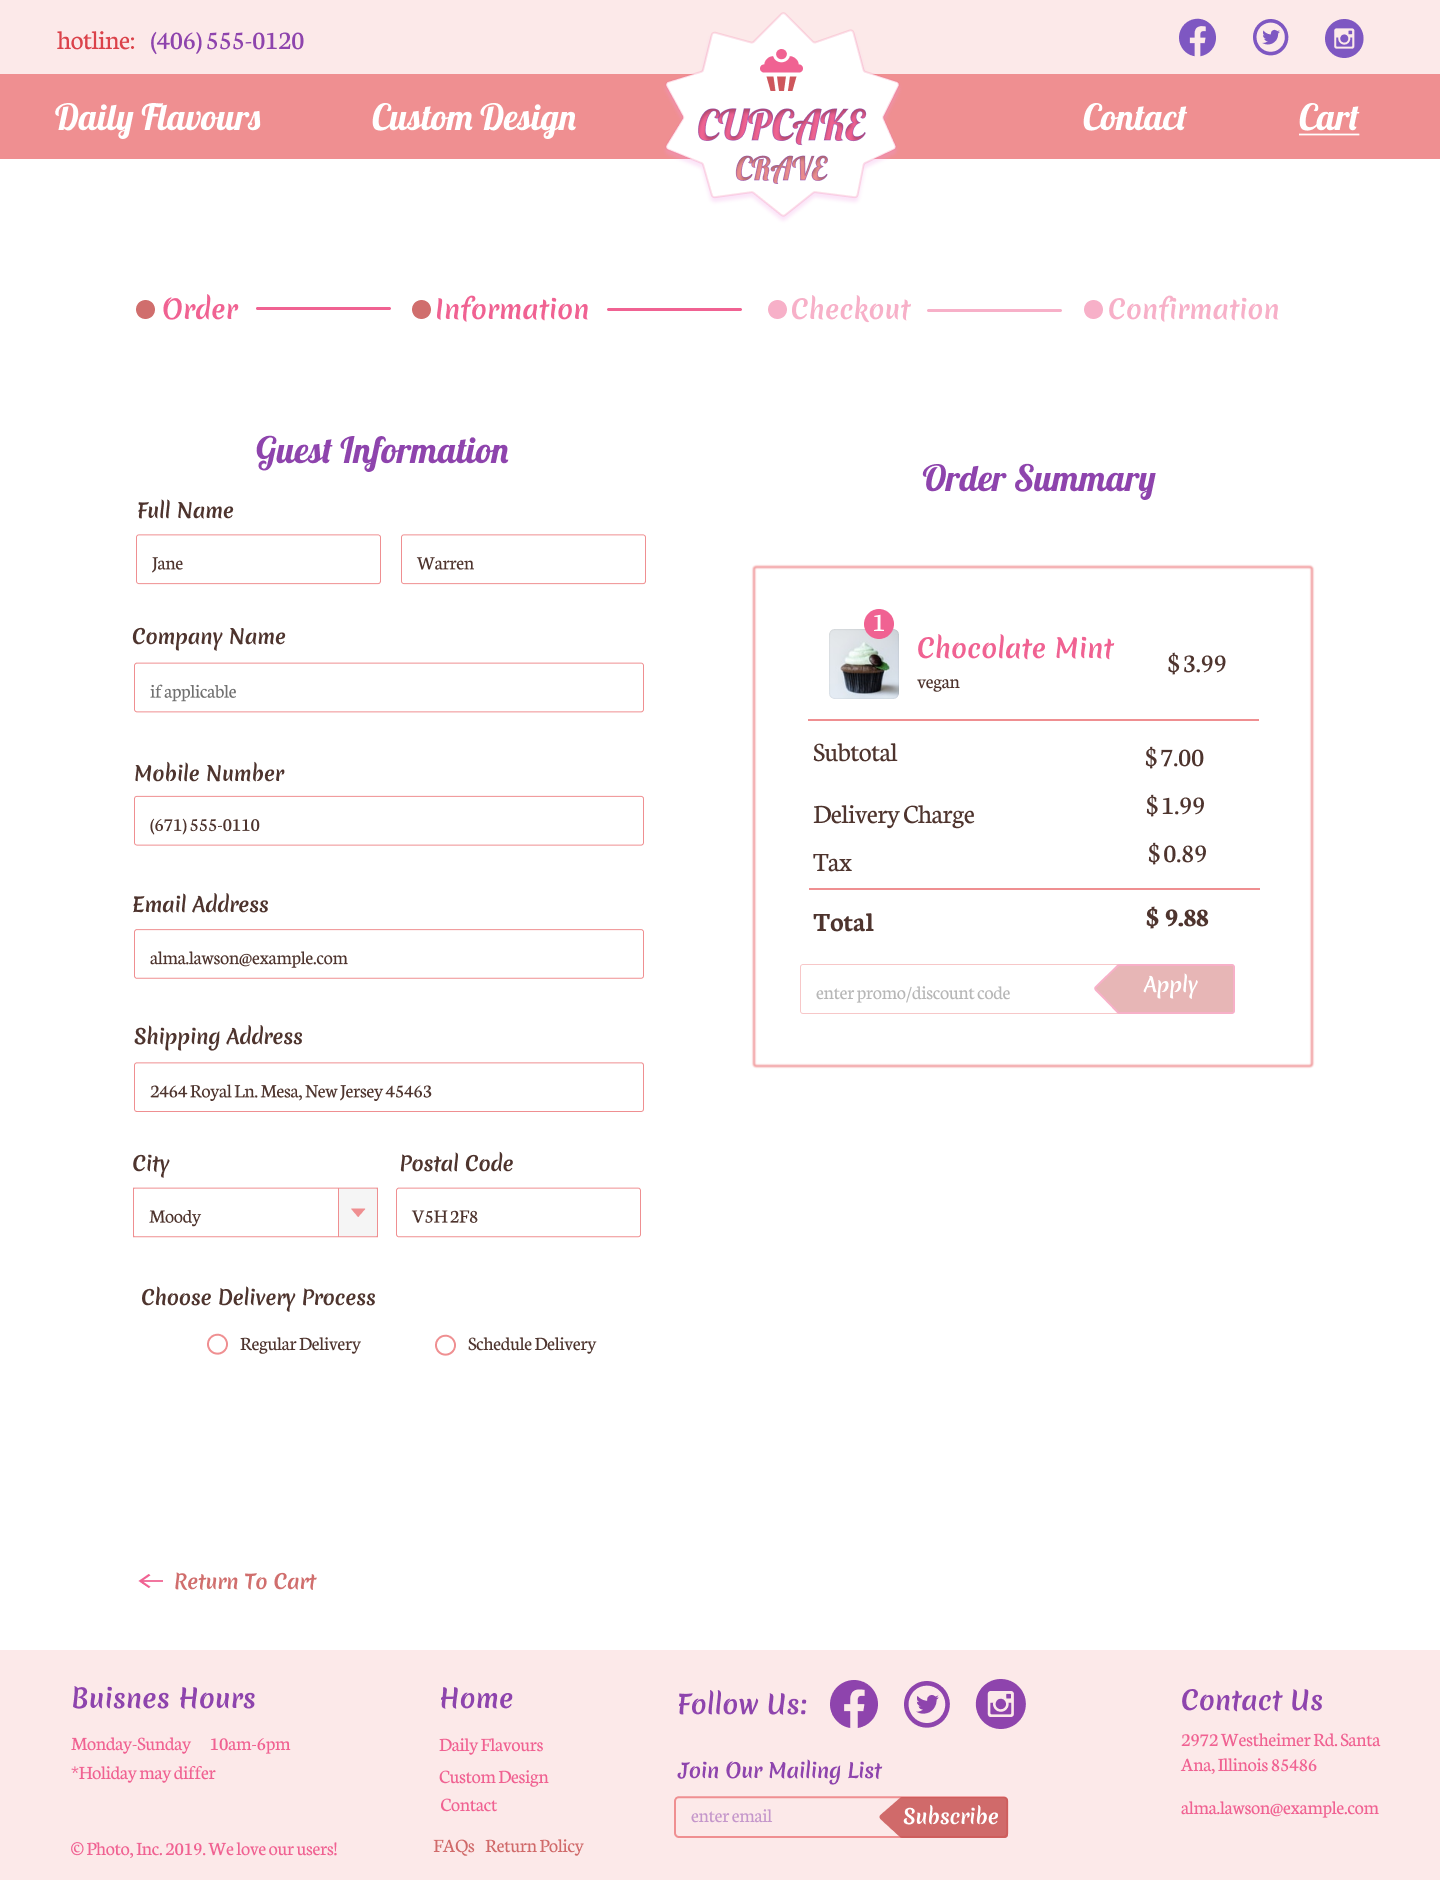 hotline: (406) 555-0120
Daily Flavours Custom Design Contact Cart
CUPCAKE
CRAVE
Order Information Checkout Confirmation
Guest Information
Full Name
Jane Warren
Company Name
if applicable
Mobile Number
(671) 555-0110
Email Address
alma.lawson@example.com
Shipping Address
2464 Royal Ln. Mesa, New Jersey 45463
City Postal Code
Moody V5H 2F8
Choose Delivery Process
Regular Delivery Schedule Delivery
Return To Cart
Order Summary
1
Chocolate Mint $ 3.99
vegan
Subtotal $ 7.00
Delivery Charge $ 1.99
Tax $ 0.89
Total $ 9.88
enter promo/discount code Apply
Buisnes Hours
Monday-Sunday 10am-6pm
*Holiday may differ
© Photo, Inc. 2019. We love our users!
Home
Daily Flavours
Custom Design
Contact
FAQs Return Policy
Follow Us:
Join Our Mailing List
enter email Subscribe
Contact Us
2972 Westheimer Rd. Santa
Ana, Illinois 85486
alma.lawson@example.com